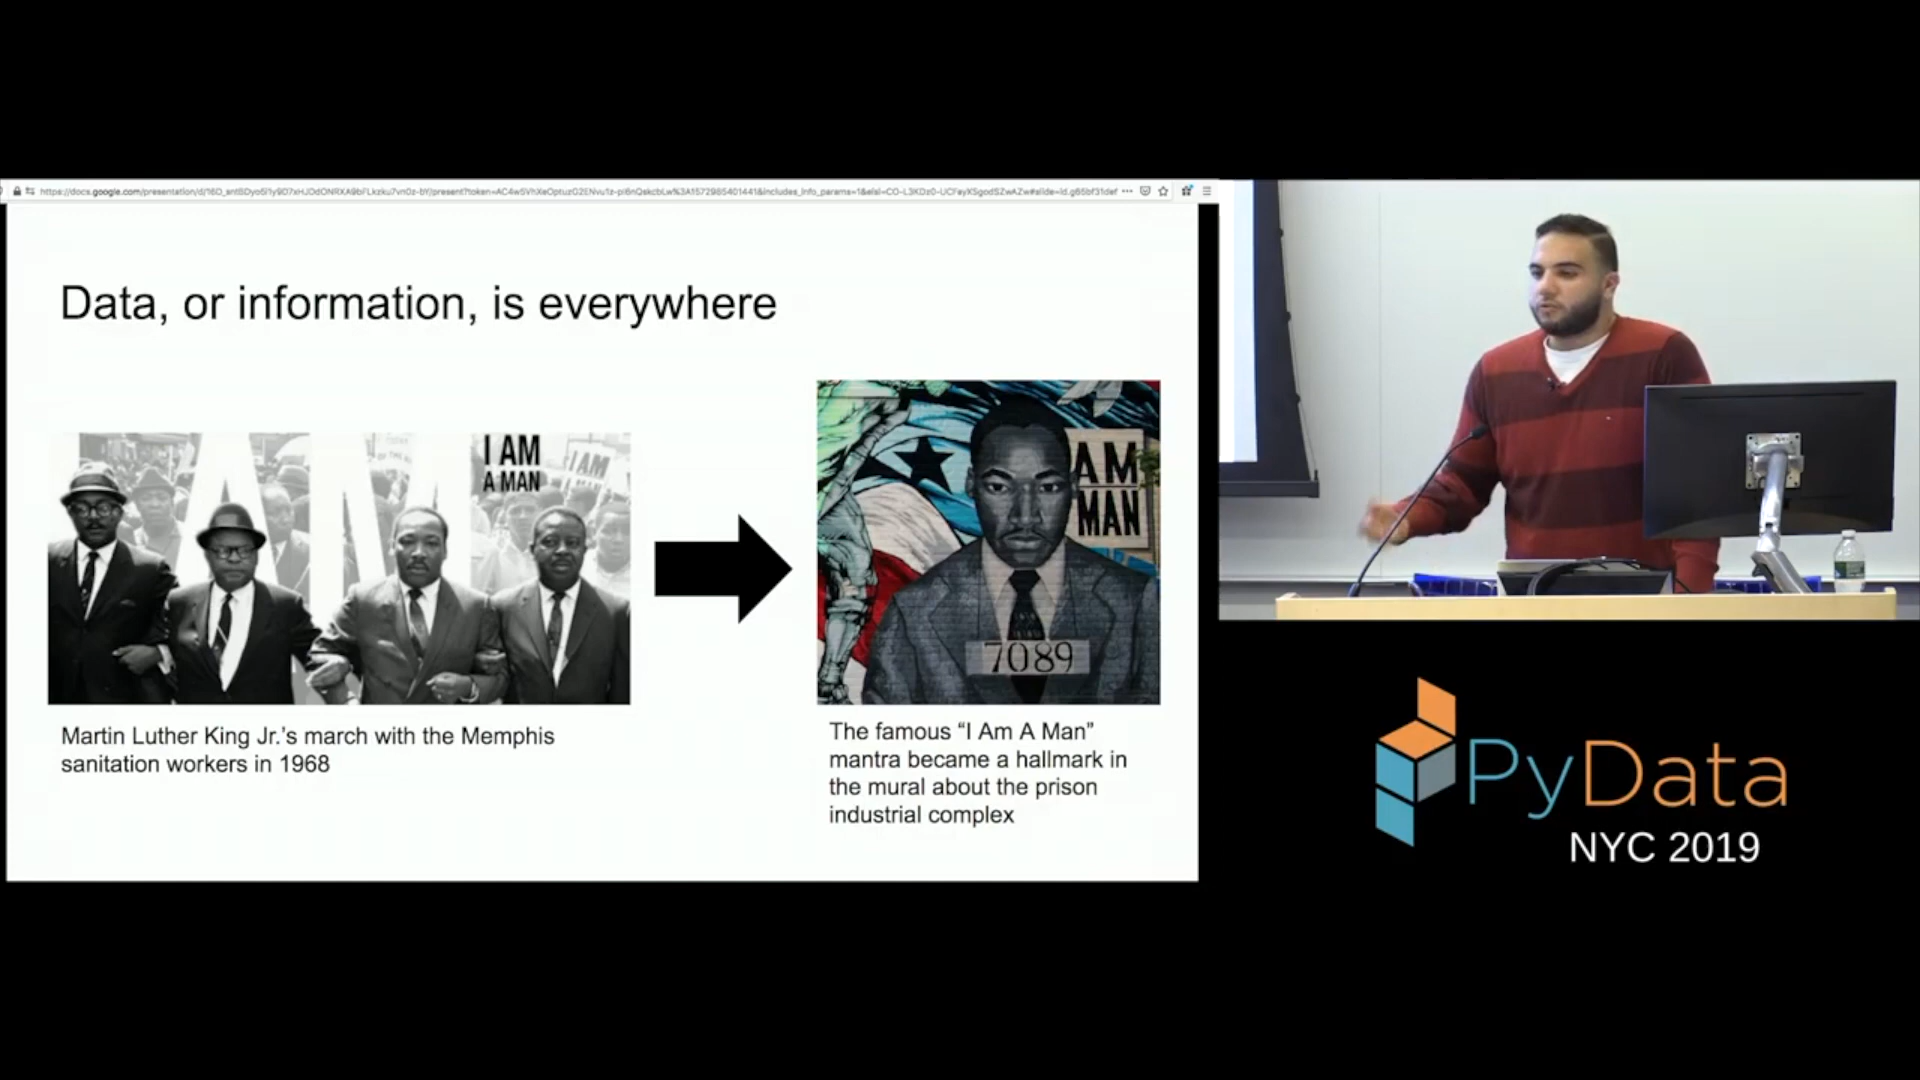 Data, or information, is everywhere
I AM
A MAN
I AM
AM
MAN
7089
Martin Luther King Jr.'s march with the Memphis
sanitation workers in 1968
The famous “I Am A Man”
mantra became a hallmark in
the mural about the prison
industrial complex
PyData
NYC 2019